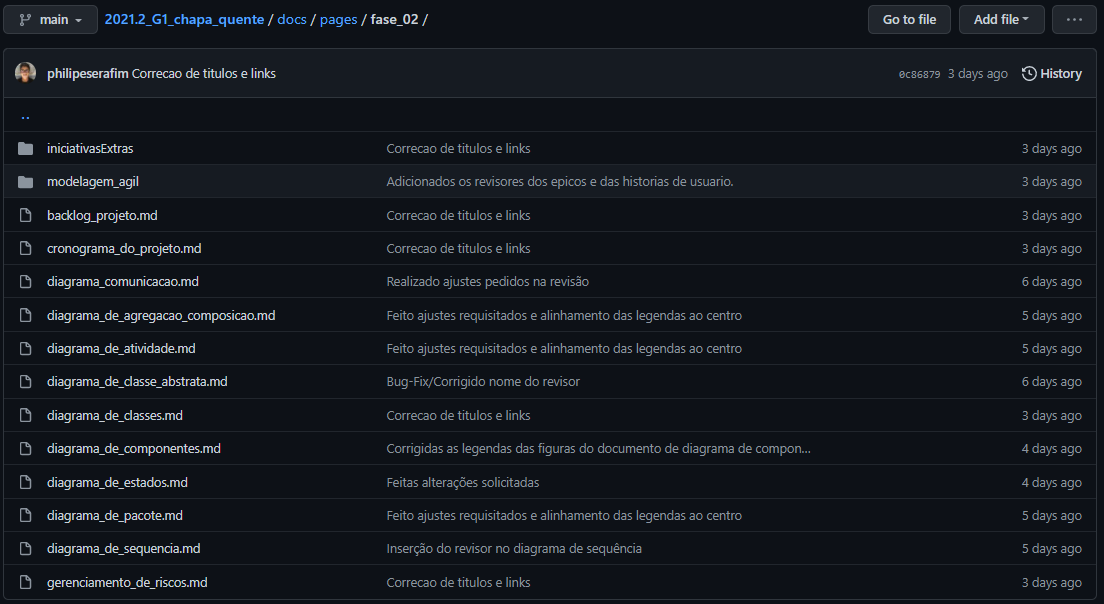 main 2021.2_G1_chapa_quente / docs / pages / fase_02 / Go to file Add file ...
philipeserafim Correcao de titulos e links 0c86879 3 days ago History
..
iniciativasExtras Correcao de titulos e links 3 days ago
modelagem_agil Adicionados os revisores dos epicos e das historias de usuario. 3 days ago
backlog_projeto.md Correcao de titulos e links 3 days ago
cronograma_do_projeto.md Correcao de titulos e links 3 days ago
diagrama_comunicacao.md Realizado ajustes pedidos na revisão 6 days ago
diagrama_de_agregacao_composicao.md Feito ajustes requisitados e alinhamento das legendas ao centro 5 days ago
diagrama_de_atividade.md Feito ajustes requisitados e alinhamento das legendas ao centro 5 days ago
diagrama_de_classe_abstrata.md Bug-Fix/Corrigido nome do revisor 6 days ago
diagrama_de_classes.md Correcao de titulos e links 3 days ago
diagrama_de_componentes.md Corrigidas as legendas das figuras do documento de diagrama de compon... 4 days ago
diagrama_de_estados.md Feitas alterações solicitadas 4 days ago
diagrama_de_pacote.md Feito ajustes requisitados e alinhamento das legendas ao centro 5 days ago
diagrama_de_sequencia.md Inserção do revisor no diagrama de sequência 5 days ago
gerenciamento_de_riscos.md Correcao de titulos e links 3 days ago